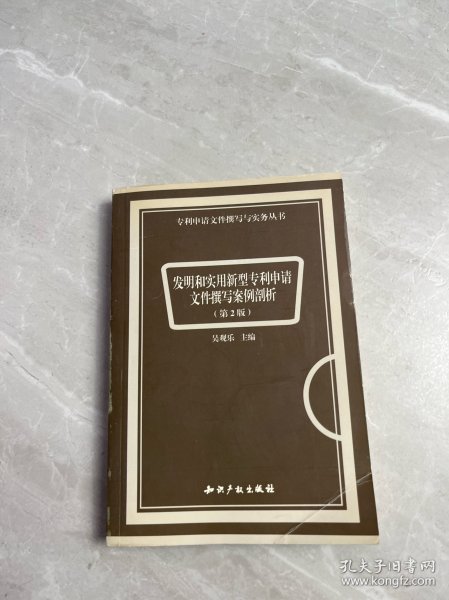 专利申请文件撰写与实务丛书
发明和实用新型专利申请
文件撰写案例剖析
(第2版)
吴观乐 主编
知识产权出版社
孔夫子旧书网
www.kongfz.com